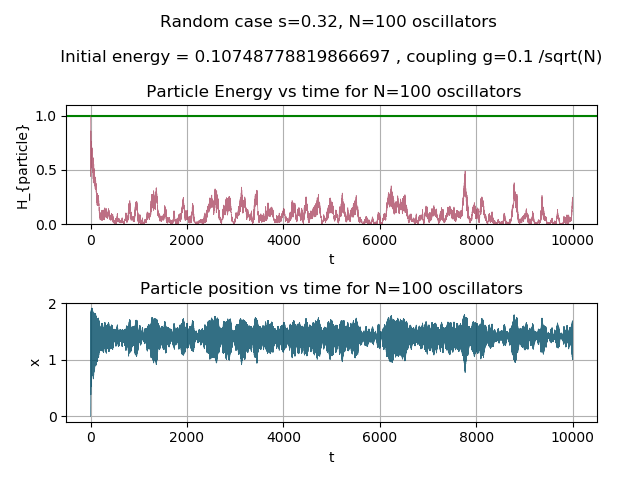 Random case s=0.32, N=100 oscillators
Initial energy = 0.10748778819866697 , coupling g=0.1 /sqrt(N)
Particle Energy vs time for N=100 oscillators
H_{particle}
1.0
0.5
0.0
0 2000 4000 6000 8000 10000
t
Particle position vs time for N=100 oscillators
x
2
1
0
0 2000 4000 6000 8000 10000
t